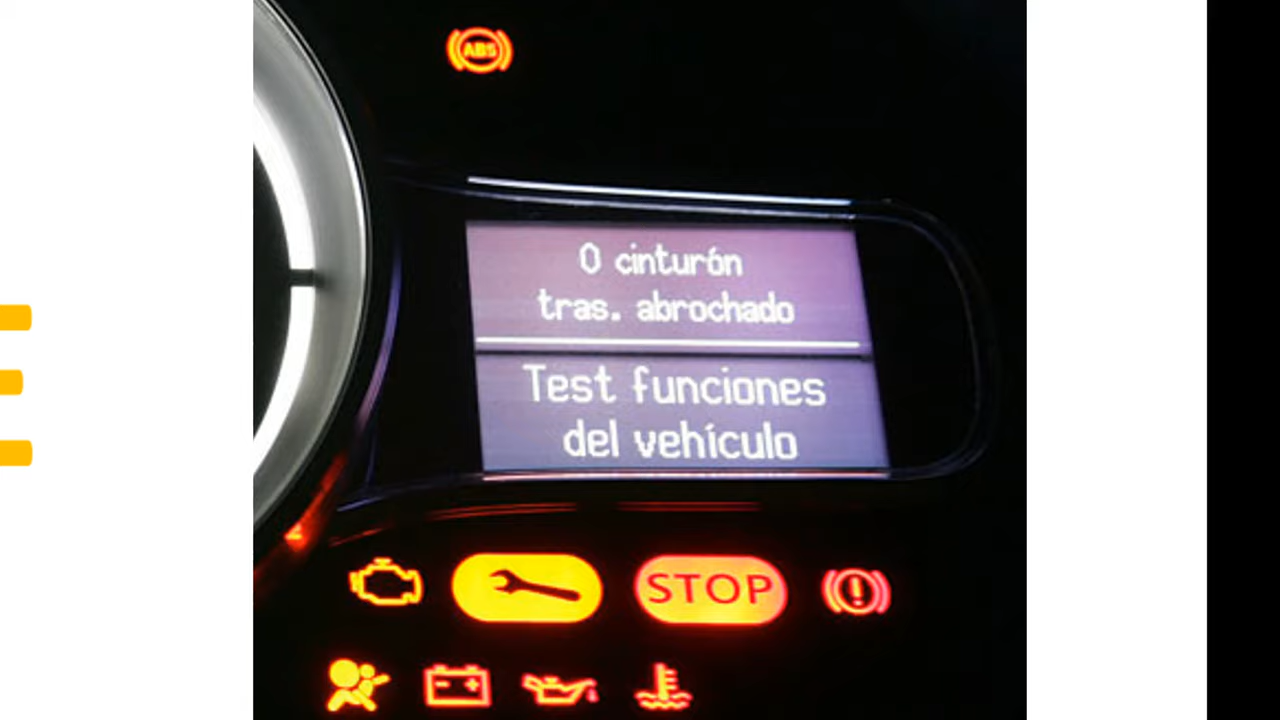 ABS
0 cinturón
tras. abrochado
Test funciones
del vehículo
STOP